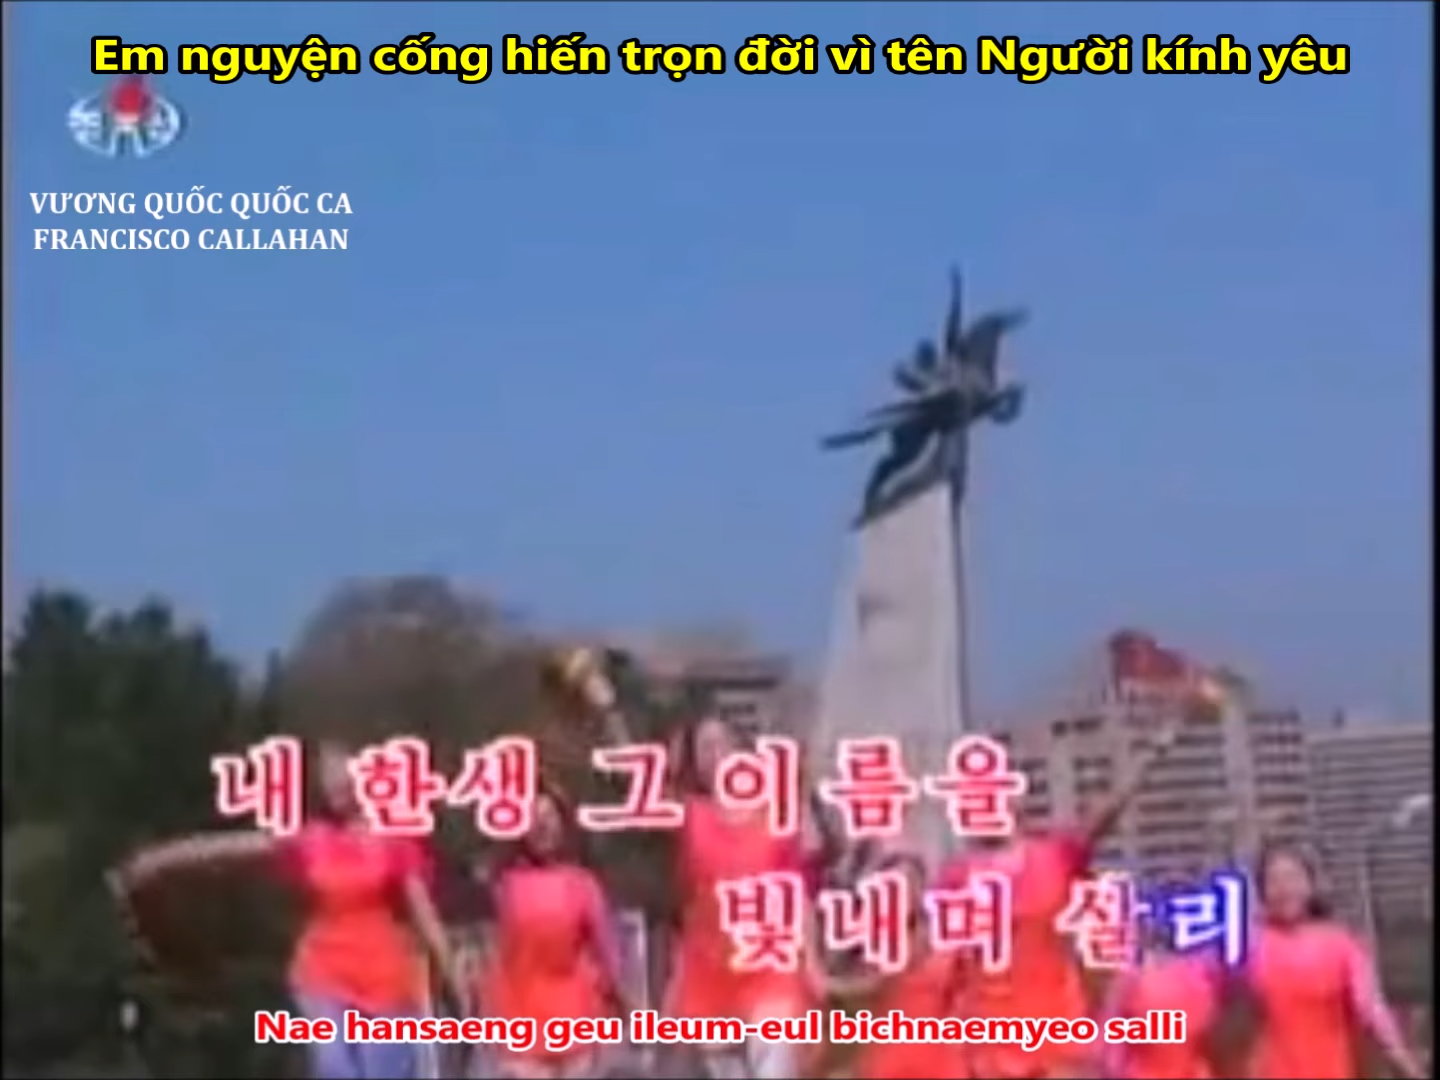 Em nguyện cống hiến trọn đời vì tên Người kính yêu
VƯƠNG QUỐC QUỐC CA
FRANCISCO CALLAHAN
내 한생 그 이름을
빛내며 살리
Nae hansaeng geu ileum-eul bichnaemyeo salli